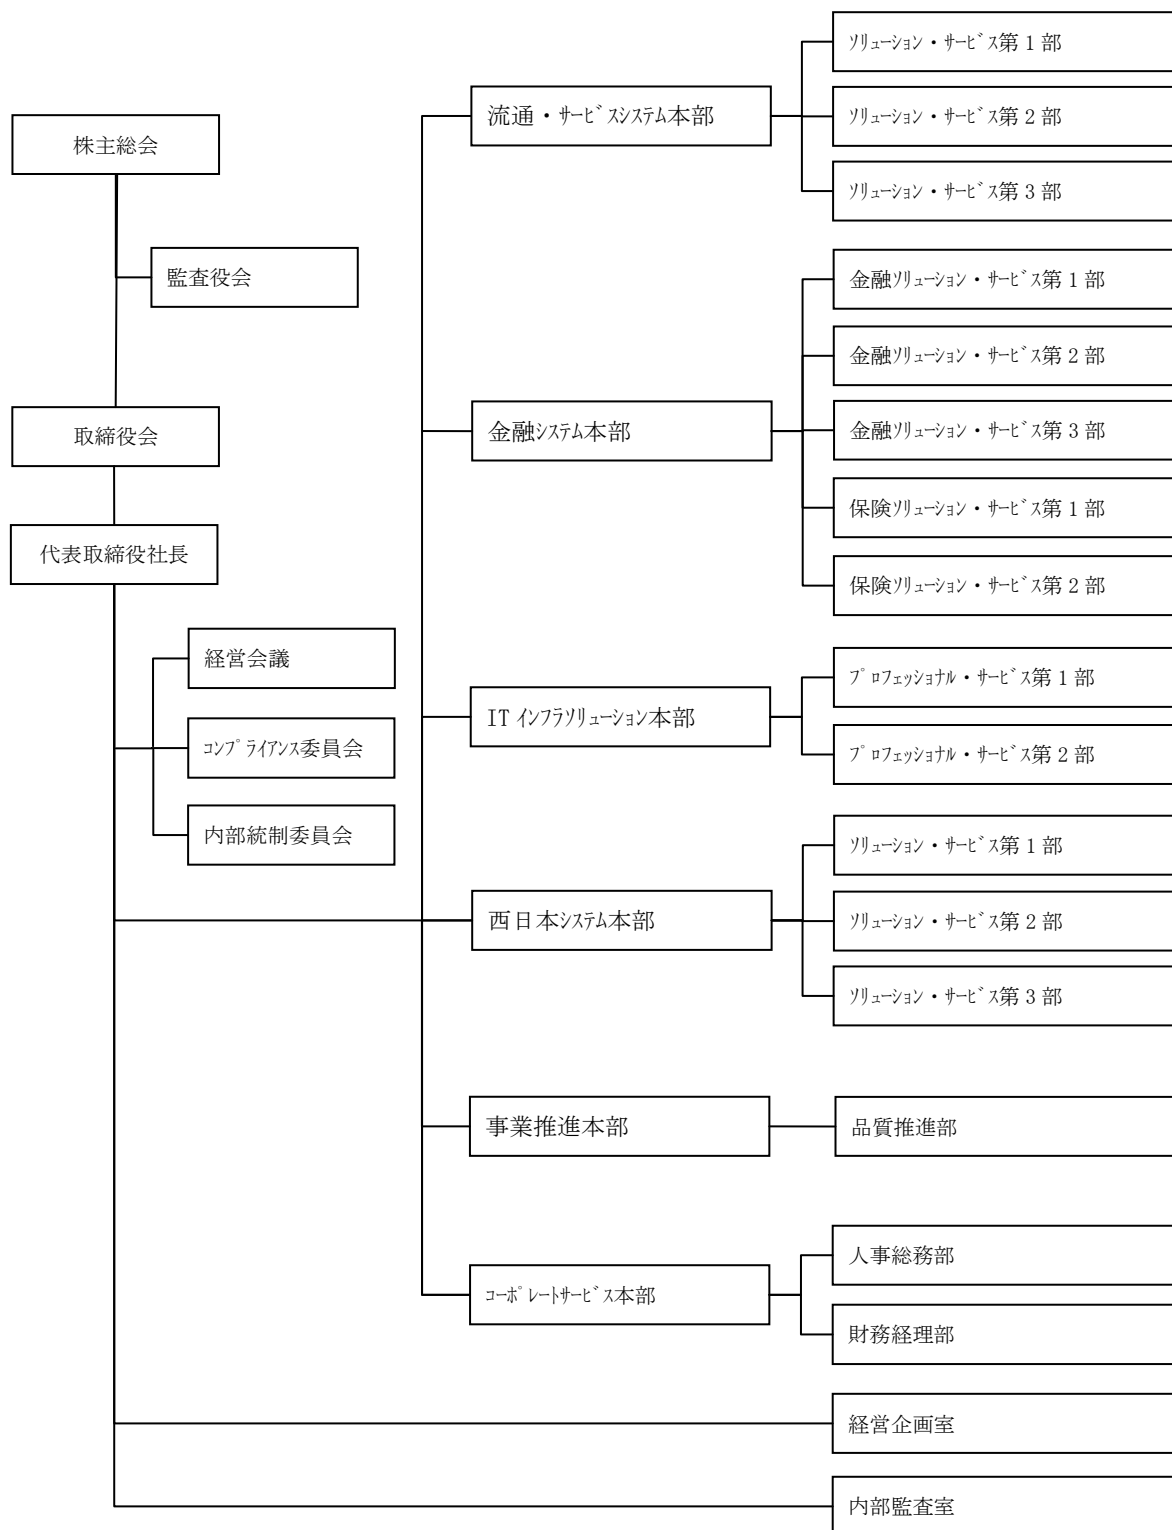 株主総会
監査役会
取締役会
代表取締役社長
経営会議
ｺﾝﾌﾟﾗｲｱﾝｽ委員会
内部統制委員会
流通・ｻｰﾋﾞｽｼｽﾃﾑ本部
ｿﾘｭｰｼｮﾝ・ｻｰﾋﾞｽ第1部
ｿﾘｭｰｼｮﾝ・ｻｰﾋﾞｽ第2部
ｿﾘｭｰｼｮﾝ・ｻｰﾋﾞｽ第3部
金融ｼｽﾃﾑ本部
金融ｿﾘｭｰｼｮﾝ・ｻｰﾋﾞｽ第1部
金融ｿﾘｭｰｼｮﾝ・ｻｰﾋﾞｽ第2部
金融ｿﾘｭｰｼｮﾝ・ｻｰﾋﾞｽ第3部
保険ｿﾘｭｰｼｮﾝ・ｻｰﾋﾞｽ第1部
保険ｿﾘｭｰｼｮﾝ・ｻｰﾋﾞｽ第2部
ITｲﾝﾌﾗｿﾘｭｰｼｮﾝ本部
ﾌﾟﾛﾌｪｯｼｮﾅﾙ・ｻｰﾋﾞｽ第1部
ﾌﾟﾛﾌｪｯｼｮﾅﾙ・ｻｰﾋﾞｽ第2部
西日本ｼｽﾃﾑ本部
ｿﾘｭｰｼｮﾝ・ｻｰﾋﾞｽ第1部
ｿﾘｭｰｼｮﾝ・ｻｰﾋﾞｽ第2部
ｿﾘｭｰｼｮﾝ・ｻｰﾋﾞｽ第3部
事業推進本部
品質推進部
ｺｰﾎﾟﾚｰﾄｻｰﾋﾞｽ本部
人事総務部
財務経理部
経営企画室
内部監査室